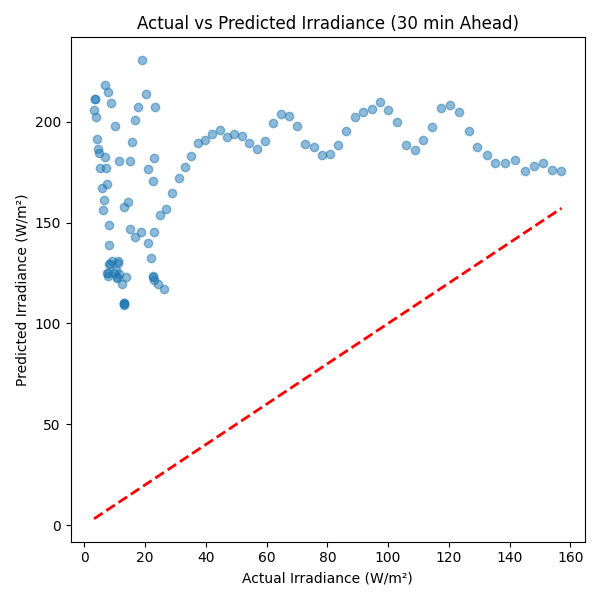 Actual vs Predicted Irradiance (30 min Ahead)
Predicted Irradiance (W/m²)
200
150
100
50
0
0 20 40 60 80 100 120 140 160
Actual Irradiance (W/m²)